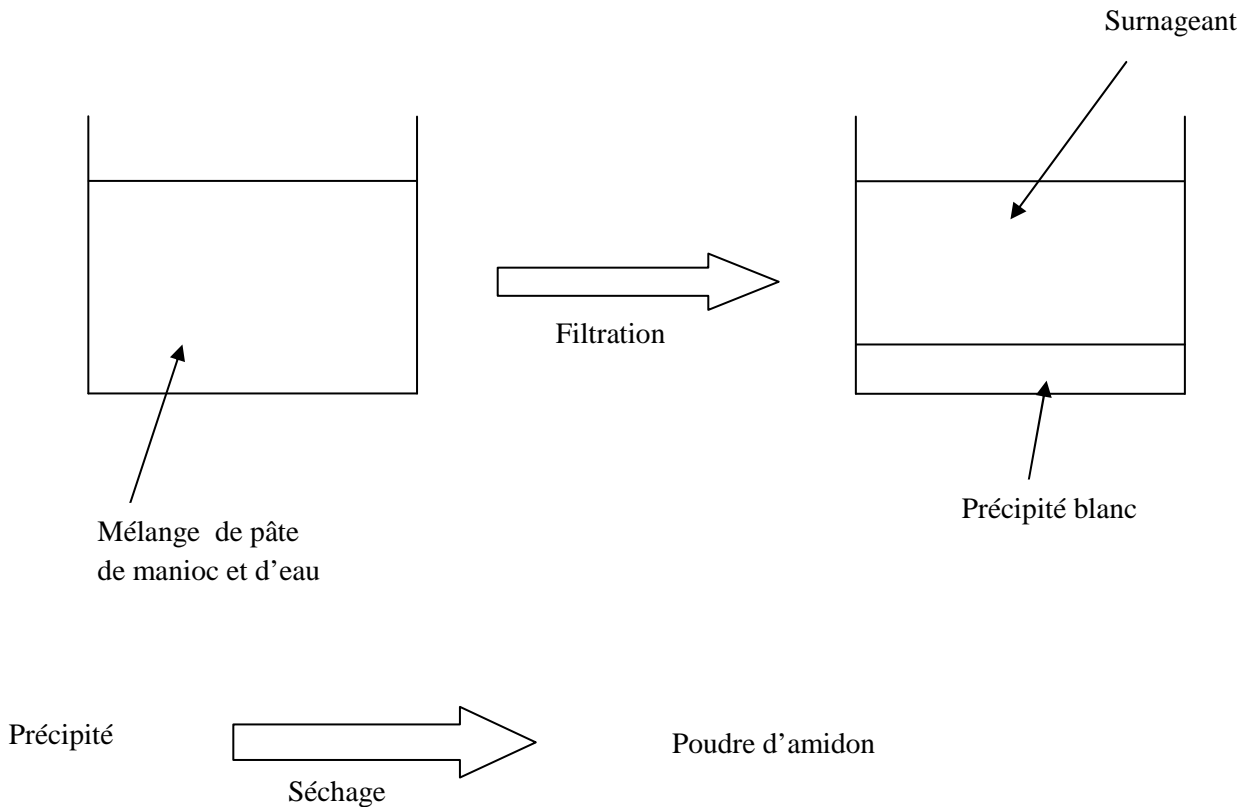 Surnageant
Filtration
Mélange de pâte
de manioc et d'eau
Précipité blanc
Précipité
Séchage
Poudre d'amidon